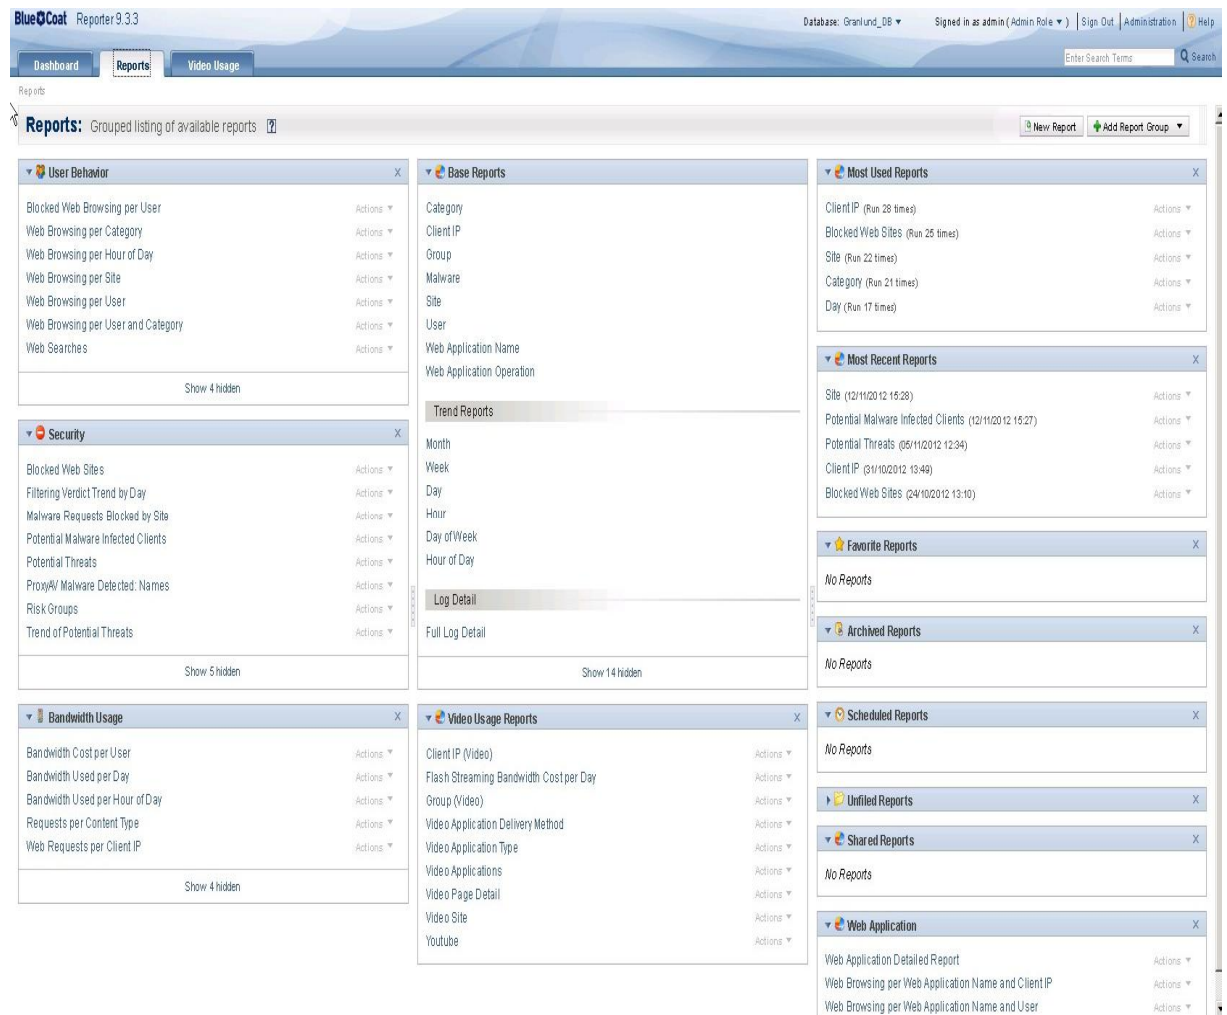 Blue Coat Reporter 9.3.3
Database: Granlund_DB ▼
Signed in as admin (Admin Role ▼) | Sign Out | Administration | Help
Dashboard
Reports
Video Usage
Enter Search Terms
Search
Reports
Reports: Grouped listing of available reports ?
New Report
Add Report Group ▼
User Behavior X
Blocked Web Browsing per User Actions ▼
Web Browsing per Category Actions ▼
Web Browsing per Hour of Day Actions ▼
Web Browsing per Site Actions ▼
Web Browsing per User Actions ▼
Web Browsing per User and Category Actions ▼
Web Searches Actions ▼
Show 4 hidden
Security X
Blocked Web Sites Actions ▼
Filtering Verdict Trend by Day Actions ▼
Malware Requests Blocked by Site Actions ▼
Potential Malware Infected Clients Actions ▼
Potential Threats Actions ▼
ProxyAV Malware Detected: Names Actions ▼
Risk Groups Actions ▼
Trend of Potential Threats Actions ▼
Show 5 hidden
Bandwidth Usage X
Bandwidth Cost per User Actions ▼
Bandwidth Used per Day Actions ▼
Bandwidth Used per Hour of Day Actions ▼
Requests per Content Type Actions ▼
Web Requests per Client IP Actions ▼
Show 4 hidden
Base Reports
Category
Client IP
Group
Malware
Site
User
Web Application Name
Web Application Operation
Trend Reports
Month
Week
Day
Hour
Day of Week
Hour of Day
Log Detail
Full Log Detail
Show 14 hidden
Video Usage Reports X
Client IP (Video) Actions ▼
Flash Streaming Bandwidth Cost per Day Actions ▼
Group (Video) Actions ▼
Video Application Delivery Method Actions ▼
Video Application Type Actions ▼
Video Applications Actions ▼
Video Page Detail Actions ▼
Video Site Actions ▼
Youtube Actions ▼
Most Used Reports X
Client IP (Run 28 times) Actions ▼
Blocked Web Sites (Run 25 times) Actions ▼
Site (Run 22 times) Actions ▼
Category (Run 21 times) Actions ▼
Day (Run 17 times) Actions ▼
Most Recent Reports X
Site (12/11/2012 15:28) Actions ▼
Potential Malware Infected Clients (12/11/2012 15:27) Actions ▼
Potential Threats (05/11/2012 12:34) Actions ▼
Client IP (31/10/2012 13:49) Actions ▼
Blocked Web Sites (24/10/2012 13:10) Actions ▼
Favorite Reports X
No Reports
Archived Reports X
No Reports
Scheduled Reports X
No Reports
Unfiled Reports X
Shared Reports X
No Reports
Web Application X
Web Application Detailed Report Actions ▼
Web Browsing per Web Application Name and Client IP Actions ▼
Web Browsing per Web Application Name and User Actions ▼